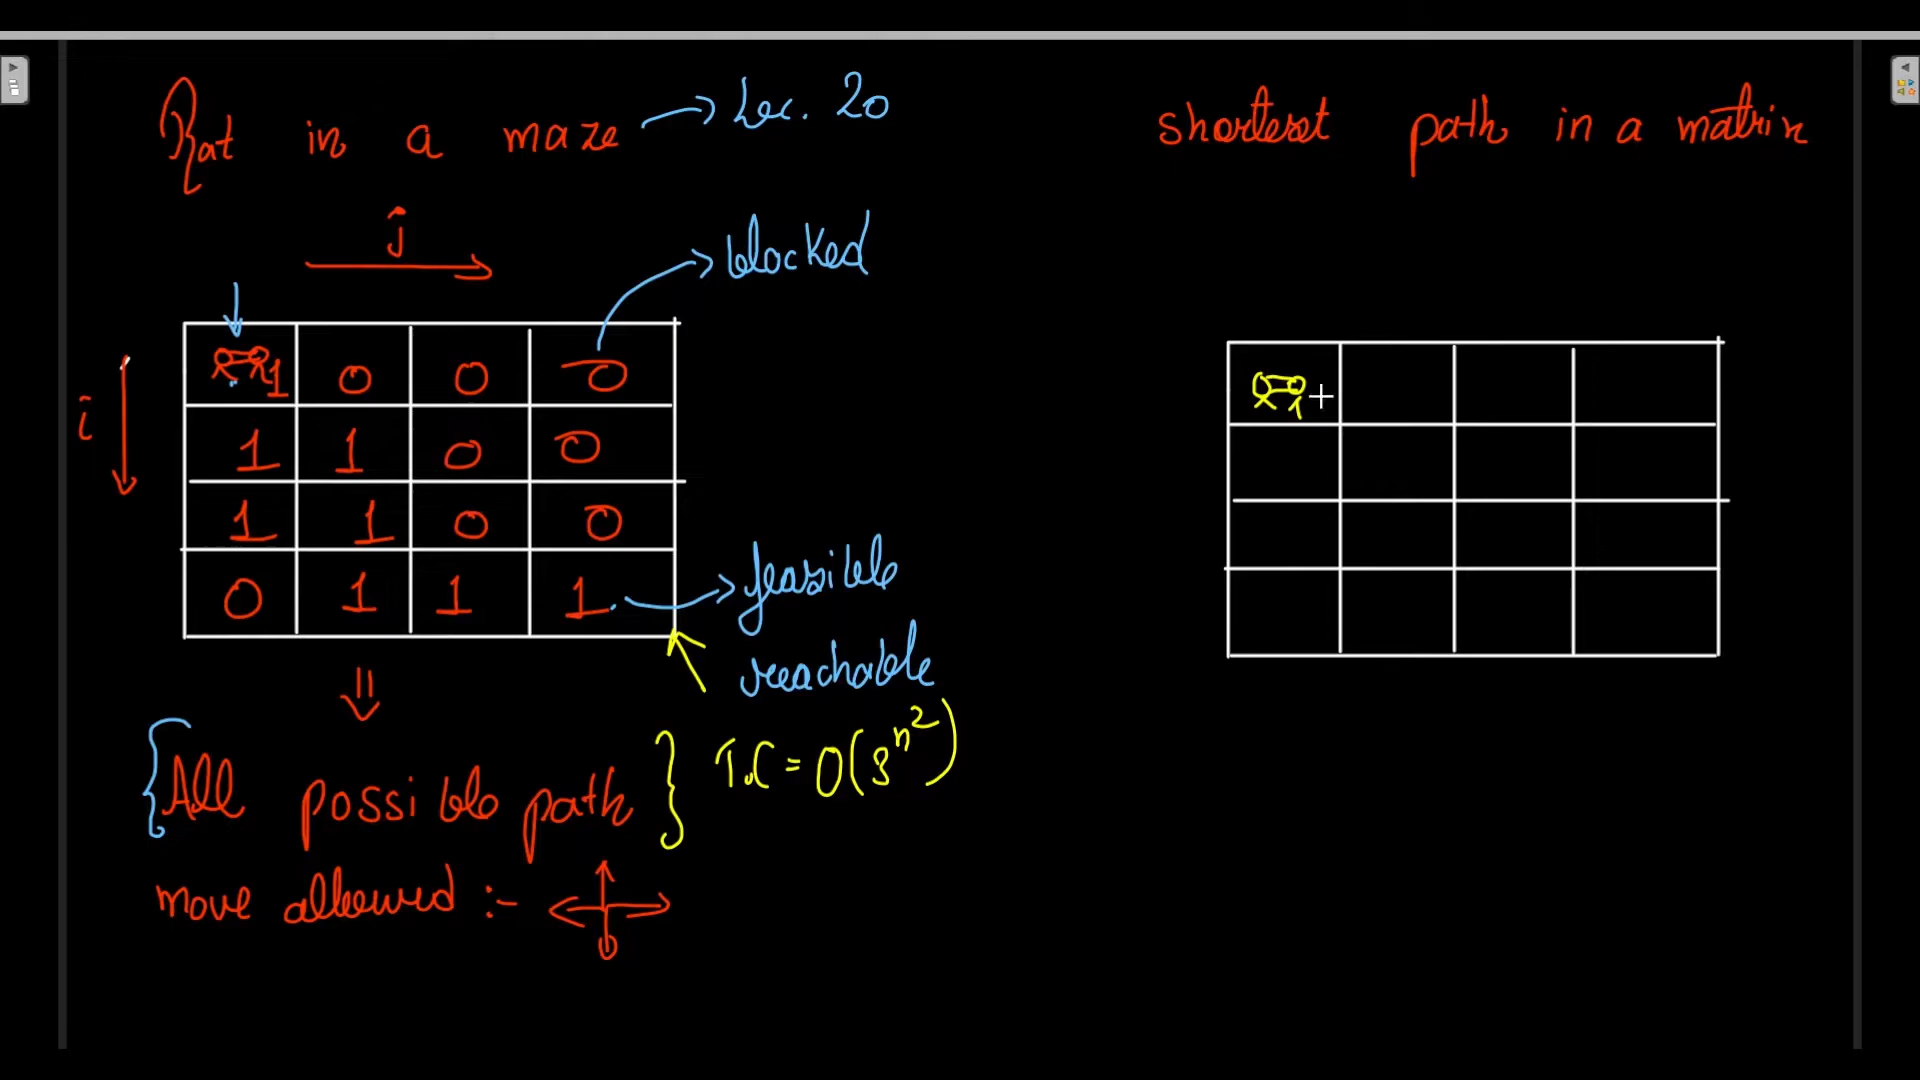 Rat in a maze → Lec. 20
shortest path in a matrix
j
→ blocked
i
1 0 0 0
1 1 0 0
1 1 0 0
0 1 1 1
→ feasible
reachable
{All possible path} T.C = O(3^n^2)
move allowed :-